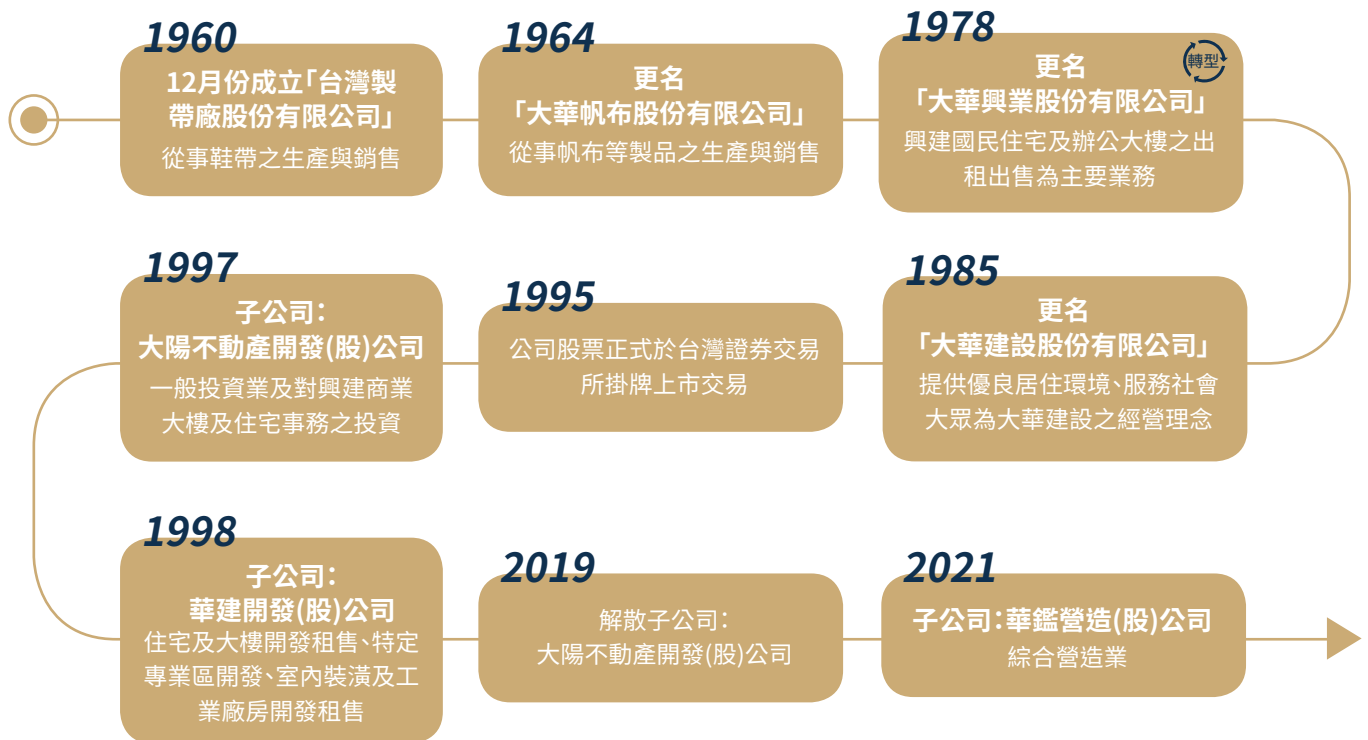 1960
12月份成立「台灣製
帶廠股份有限公司」
從事鞋帶之生產與銷售
1964
更名
「大華帆布股份有限公司」
從事帆布等製品之生產與銷售
1978
轉型
更名
「大華興業股份有限公司」
興建國民住宅及辦公大樓之出
租出售為主要業務
1985
更名
「大華建設股份有限公司」
提供優良居住環境、服務社會
大眾為大華建設之經營理念
1995
公司股票正式於台灣證券交易
所掛牌上市交易
1997
子公司：
大陽不動產開發(股)公司
一般投資業及對興建商業
大樓及住宅事務之投資
1998
子公司：
華建開發(股)公司
住宅及大樓開發租售、特定
專業區開發、室內裝潢及工
業廠房開發租售
2019
解散子公司：
大陽不動產開發(股)公司
2021
子公司：華鑑營造(股)公司
綜合營造業